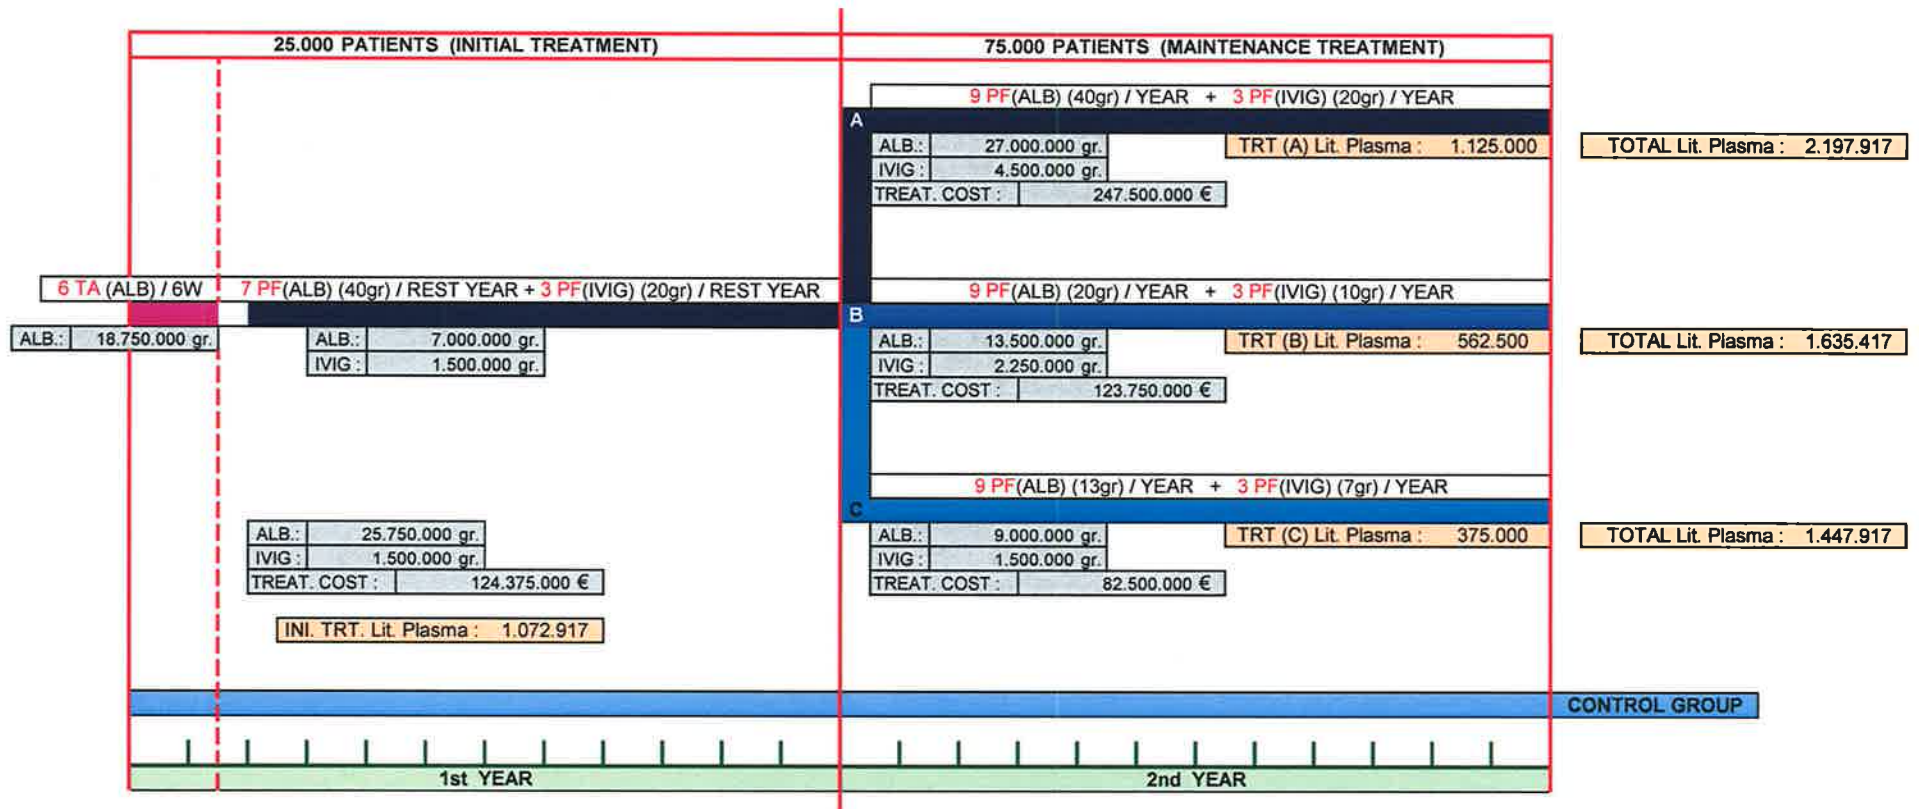 25.000 PATIENTS (INITIAL TREATMENT)
75.000 PATIENTS (MAINTENANCE TREATMENT)
9 PF(ALB) (40gr) / YEAR + 3 PF(IVIG) (20gr) / YEAR
A
ALB.: 27.000.000 gr.
TRT (A) Lit. Plasma : 1.125.000
TOTAL Lit. Plasma : 2.197.917
IVIG : 4.500.000 gr.
TREAT. COST : 247.500.000 €
6 TA (ALB) / 6W
7 PF(ALB) (40gr) / REST YEAR + 3 PF(IVIG) (20gr) / REST YEAR
9 PF(ALB) (20gr) / YEAR + 3 PF(IVIG) (10gr) / YEAR
B
ALB.: 18.750.000 gr.
ALB.: 7.000.000 gr.
IVIG : 1.500.000 gr.
ALB.: 13.500.000 gr.
TRT (B) Lit. Plasma : 562.500
TOTAL Lit. Plasma : 1.635.417
IVIG : 2.250.000 gr.
TREAT. COST : 123.750.000 €
9 PF(ALB) (13gr) / YEAR + 3 PF(IVIG) (7gr) / YEAR
C
ALB.: 25.750.000 gr.
IVIG : 1.500.000 gr.
TREAT. COST : 124.375.000 €
ALB.: 9.000.000 gr.
TRT (C) Lit. Plasma : 375.000
TOTAL Lit. Plasma : 1.447.917
IVIG : 1.500.000 gr.
TREAT. COST : 82.500.000 €
INI. TRT. Lit. Plasma : 1.072.917
CONTROL GROUP
1st YEAR
2nd YEAR